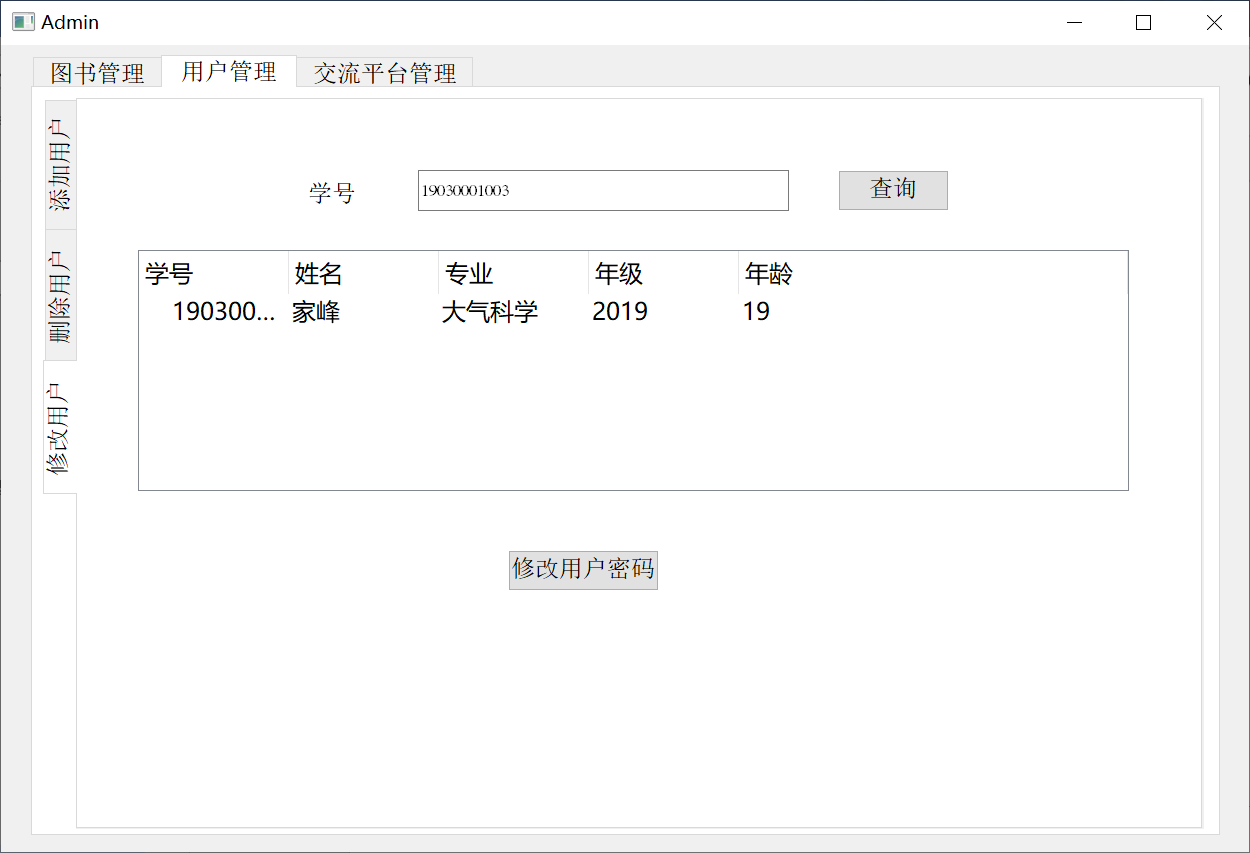 Admin
图书管理 用户管理 交流平台管理
添加用户
删除用户
修改用户
学号 19030001003 查询
学号 姓名 专业 年级 年龄
190300... 家峰 大气科学 2019 19
修改用户密码